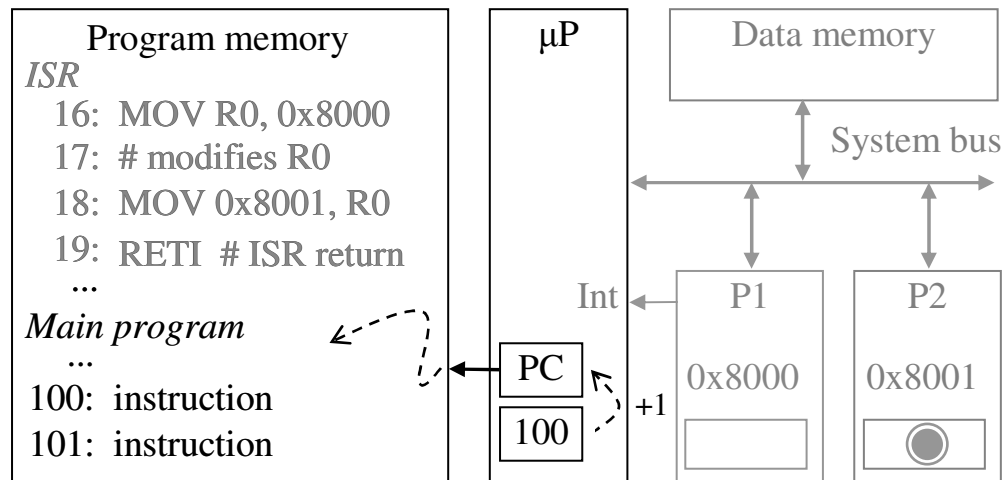 Program memory
ISR
16: MOV R0, 0x8000
17: # modifies R0
18: MOV 0x8001, R0
19: RETI # ISR return
...
Main program
...
100: instruction
101: instruction
μP
Int
PC
100
+1
Data memory
System bus
P1
0x8000
P2
0x8001